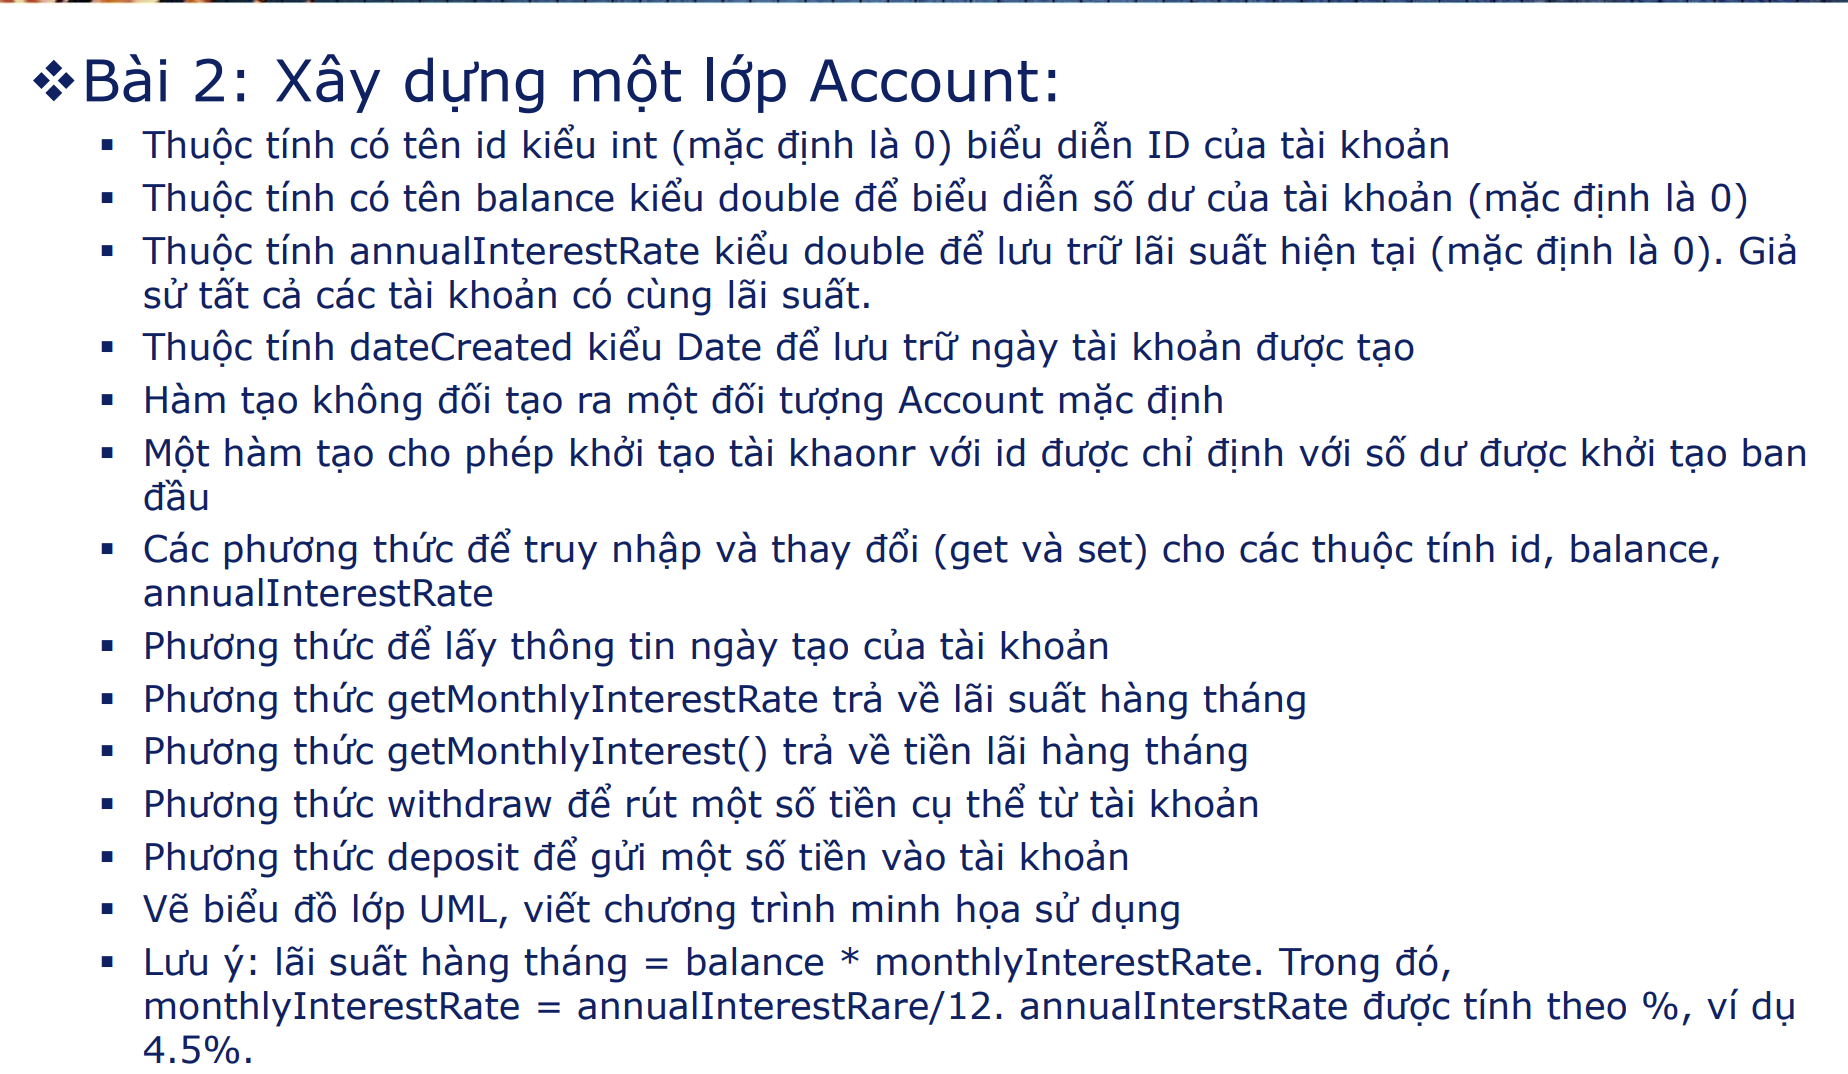 ❖Bài 2: Xây dựng một lớp Account:
▪ Thuộc tính có tên id kiểu int (mặc định là 0) biểu diễn ID của tài khoản
▪ Thuộc tính có tên balance kiểu double để biểu diễn số dư của tài khoản (mặc định là 0)
▪ Thuộc tính annualInterestRate kiểu double để lưu trữ lãi suất hiện tại (mặc định là 0). Giả
sử tất cả các tài khoản có cùng lãi suất.
▪ Thuộc tính dateCreated kiểu Date để lưu trữ ngày tài khoản được tạo
▪ Hàm tạo không đối tạo ra một đối tượng Account mặc định
▪ Một hàm tạo cho phép khởi tạo tài khaonr với id được chỉ định với số dư được khởi tạo ban
đầu
▪ Các phương thức để truy nhập và thay đổi (get và set) cho các thuộc tính id, balance,
annualInterestRate
▪ Phương thức để lấy thông tin ngày tạo của tài khoản
▪ Phương thức getMonthlyInterestRate trả về lãi suất hàng tháng
▪ Phương thức getMonthlyInterest() trả về tiền lãi hàng tháng
▪ Phương thức withdraw để rút một số tiền cụ thể từ tài khoản
▪ Phương thức deposit để gửi một số tiền vào tài khoản
▪ Vẽ biểu đồ lớp UML, viết chương trình minh họa sử dụng
▪ Lưu ý: lãi suất hàng tháng = balance * monthlyInterestRate. Trong đó,
monthlyInterestRate = annualInterestRare/12. annualInterstRate được tính theo %, ví dụ
4.5%.